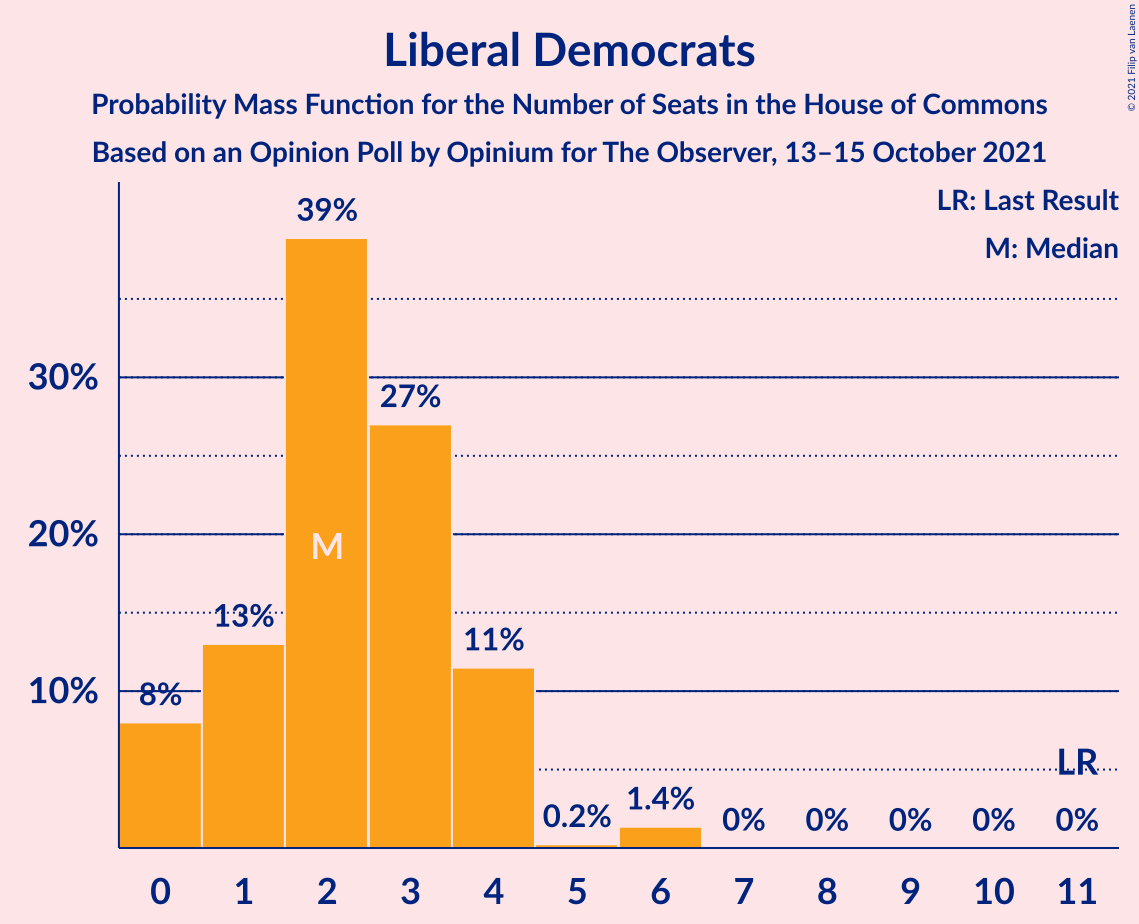 Liberal Democrats
Probability Mass Function for the Number of Seats in the House of Commons
Based on an Opinion Poll by Opinium for The Observer, 13–15 October 2021
© 2021 Filip van Laenen
LR: Last Result
M: Median
39%
30%
27%
20%
M
13%
11%
10%
8%
LR
0.2%
1.4%
0%
0%
0%
0%
0%
0 1 2 3 4 5 6 7 8 9 10 11